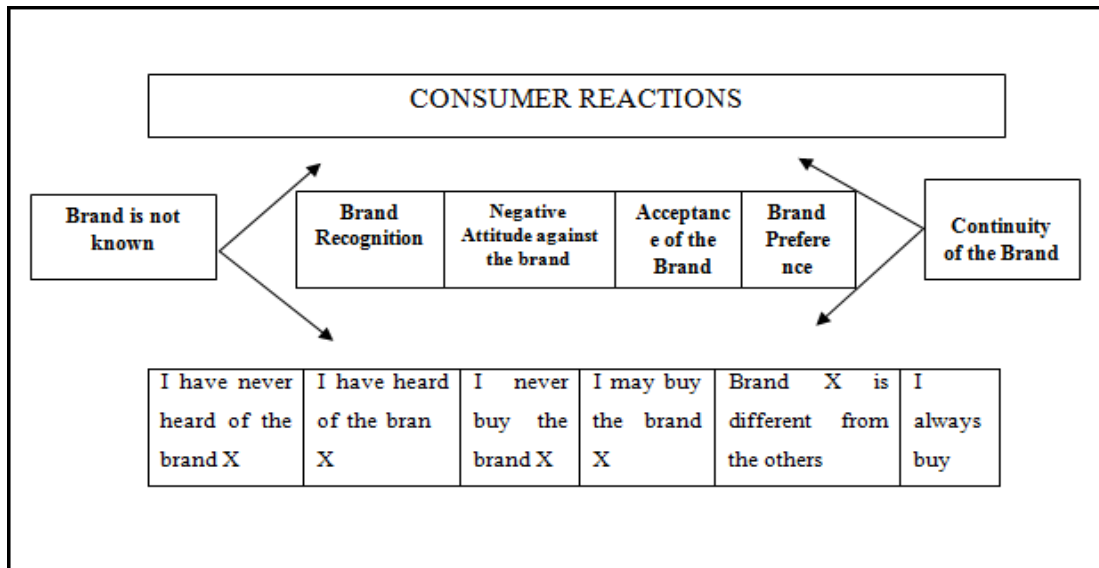 CONSUMER REACTIONS
Brand is not
known
Brand
Recognition
Negative
Attitude against
the brand
Acceptanc
e of the
Brand
Brand
Prefere
nce
Continuity
of the Brand
I have never
heard of the
brand X
I have heard
of the bran
X
I never
buy the
brand X
I may buy
the brand
X
Brand X is
different from
the others
I
always
buy